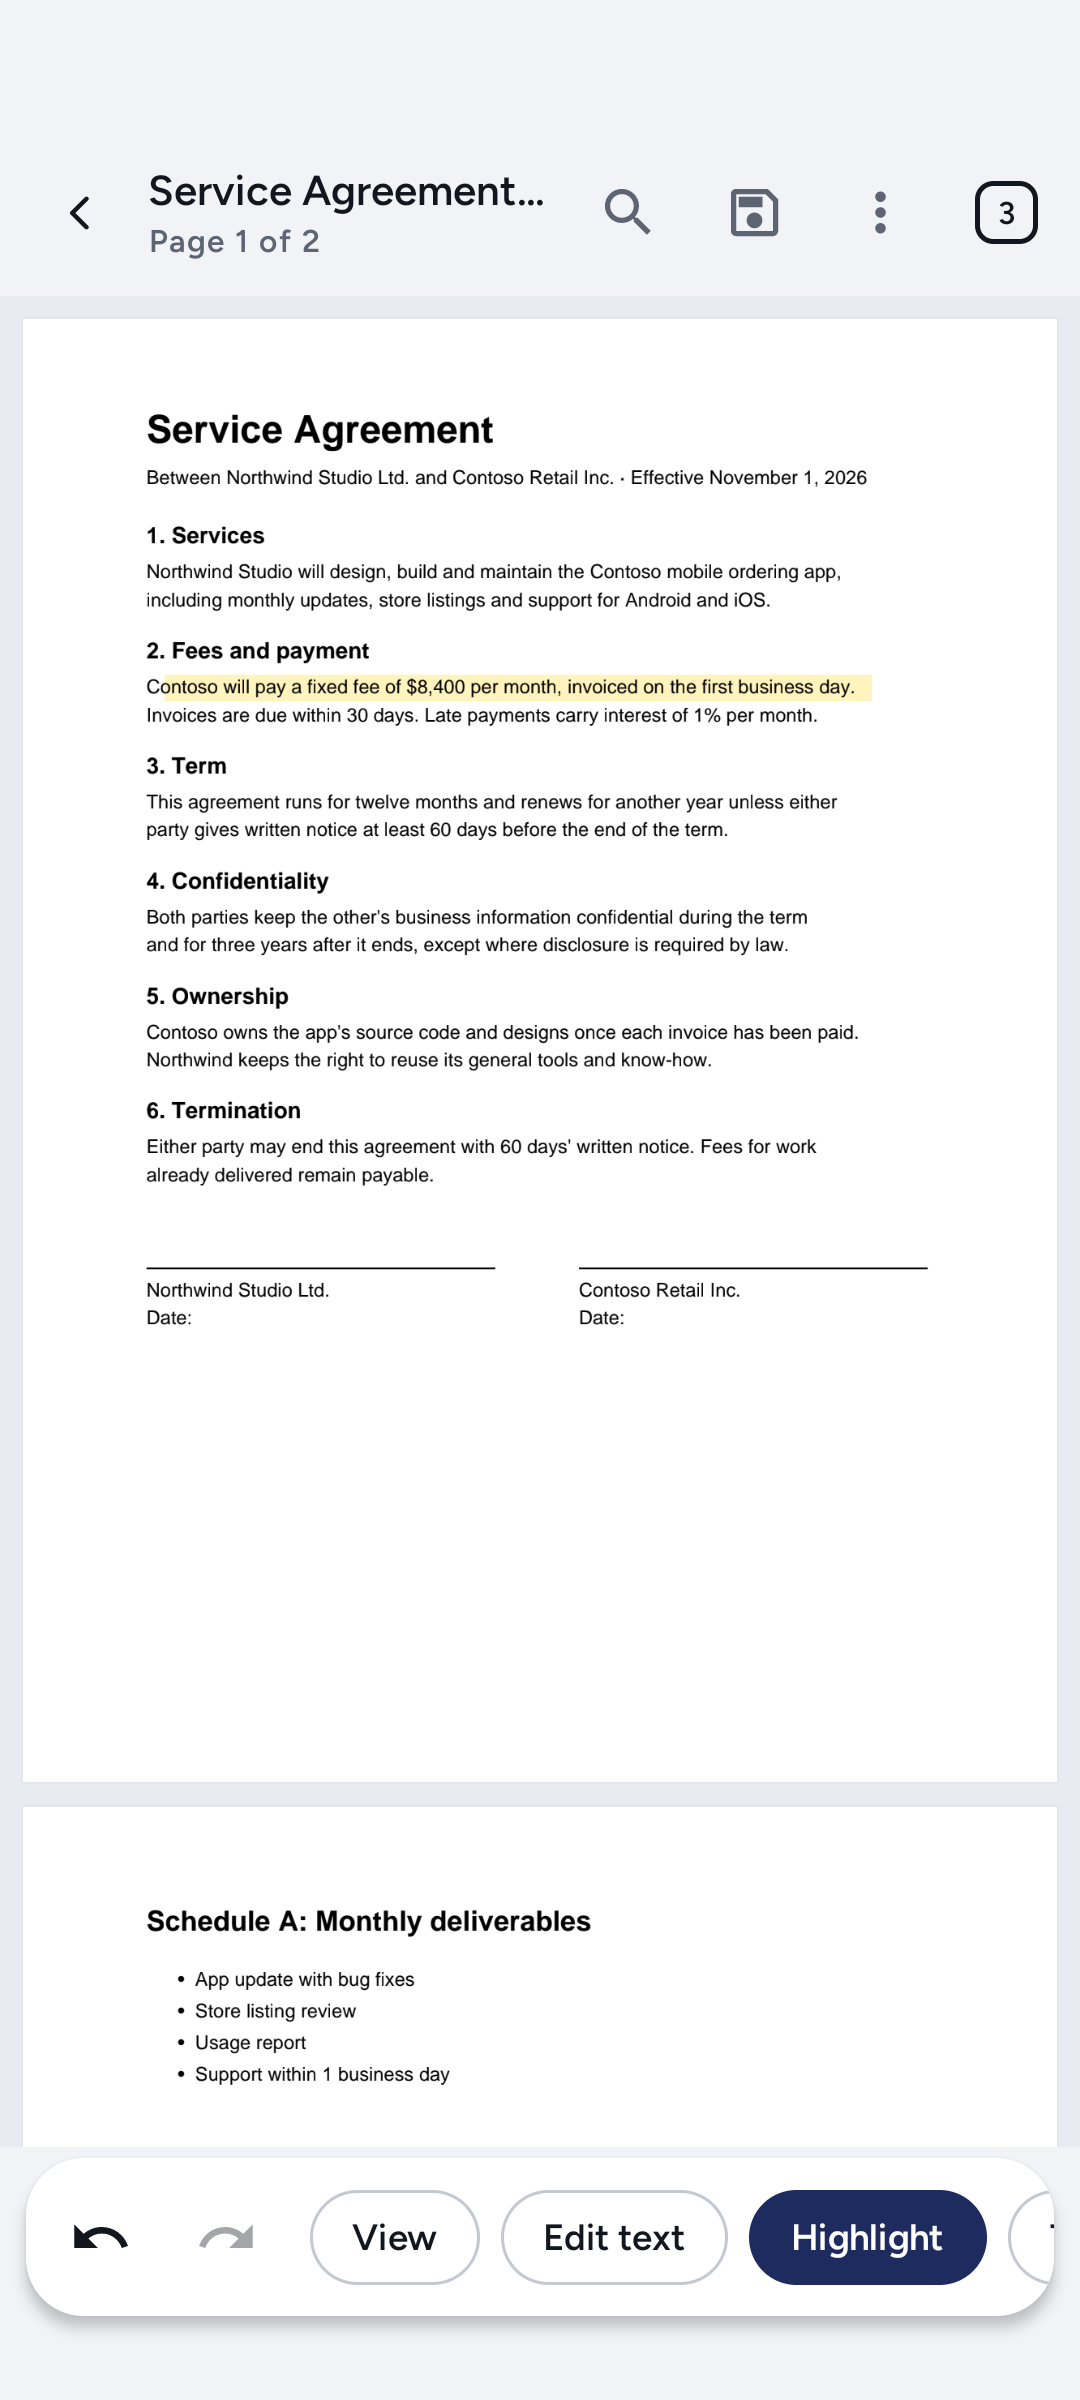 Service Agreement...
Page 1 of 2
3
Service Agreement
Between Northwind Studio Ltd. and Contoso Retail Inc. · Effective November 1, 2026
1. Services
Northwind Studio will design, build and maintain the Contoso mobile ordering app,
including monthly updates, store listings and support for Android and iOS.
2. Fees and payment
Contoso will pay a fixed fee of $8,400 per month, invoiced on the first business day.
Invoices are due within 30 days. Late payments carry interest of 1% per month.
3. Term
This agreement runs for twelve months and renews for another year unless either
party gives written notice at least 60 days before the end of the term.
4. Confidentiality
Both parties keep the other's business information confidential during the term
and for three years after it ends, except where disclosure is required by law.
5. Ownership
Contoso owns the app's source code and designs once each invoice has been paid.
Northwind keeps the right to reuse its general tools and know-how.
6. Termination
Either party may end this agreement with 60 days' written notice. Fees for work
already delivered remain payable.
Northwind Studio Ltd. Contoso Retail Inc.
Date: Date:
Schedule A: Monthly deliverables
• App update with bug fixes
• Store listing review
• Usage report
• Support within 1 business day
View Edit text Highlight